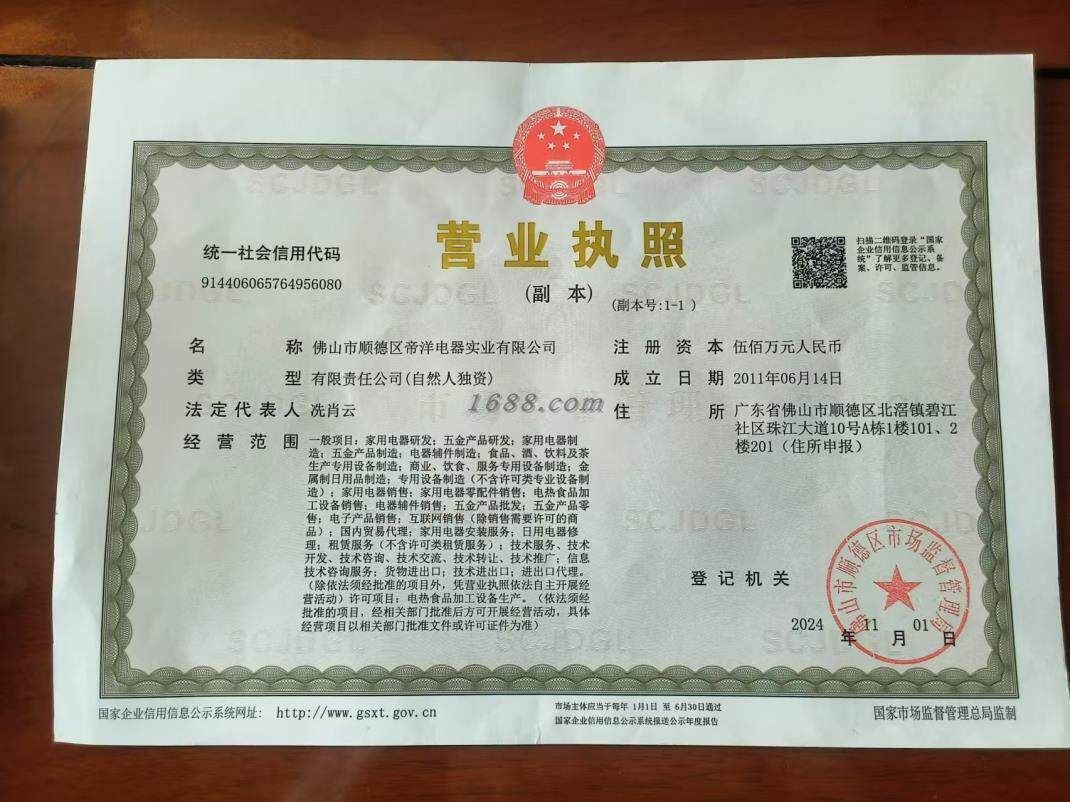 营业执照
(副 本)
(副本号:1-1 )
统一社会信用代码
914406065764956080
扫描二维码登录“国家
企业信用信息公示系
统”了解更多登记、备
案、许可、监管信息。
名 称 佛山市顺德区帝洋电器实业有限公司
类 型 有限责任公司(自然人独资)
法定代表人 冼肖云
经营范围 一般项目：家用电器研发；五金产品研发；家用电器制
造；五金产品制造；电器辅件制造；食品、酒、饮料及茶
生产专用设备制造；商业、饮食、服务专用设备制造；金
属制日用品制造；专用设备制造（不含许可类专业设备制
造）；家用电器销售；家用电器零配件销售；电热食品加
工设备销售；电器辅件销售；五金产品批发；五金产品零
售；电子产品销售；互联网销售（除销售需要许可的商
品）；国内贸易代理；家用电器安装服务；日用电器修
理；租赁服务（不含许可类租赁服务）；技术服务、技术
开发、技术咨询、技术交流、技术转让、技术推广；信息
技术咨询服务；货物进出口；技术进出口；进出口代理。
（除依法须经批准的项目外，凭营业执照依法自主开展经
营活动）许可项目：电热食品加工设备生产。（依法须经
批准的项目，经相关部门批准后方可开展经营活动，具体
经营项目以相关部门批准文件或许可证件为准）
注册资本 伍佰万元人民币
成立日期 2011年06月14日
住 所 广东省佛山市顺德区北滘镇碧江
社区珠江大道10号A栋1楼101、2
楼201（住所申报）
1688.com
登记机关
佛山市顺德区市场监督管理局
2024 年 11 月 01 日
国家企业信用信息公示系统网址： http://www.gsxt.gov.cn
市场主体应当于每年 1月1日 至 6月30日通过
国家企业信用信息公示系统报送公示年度报告
国家市场监督管理总局监制
SCJDGL